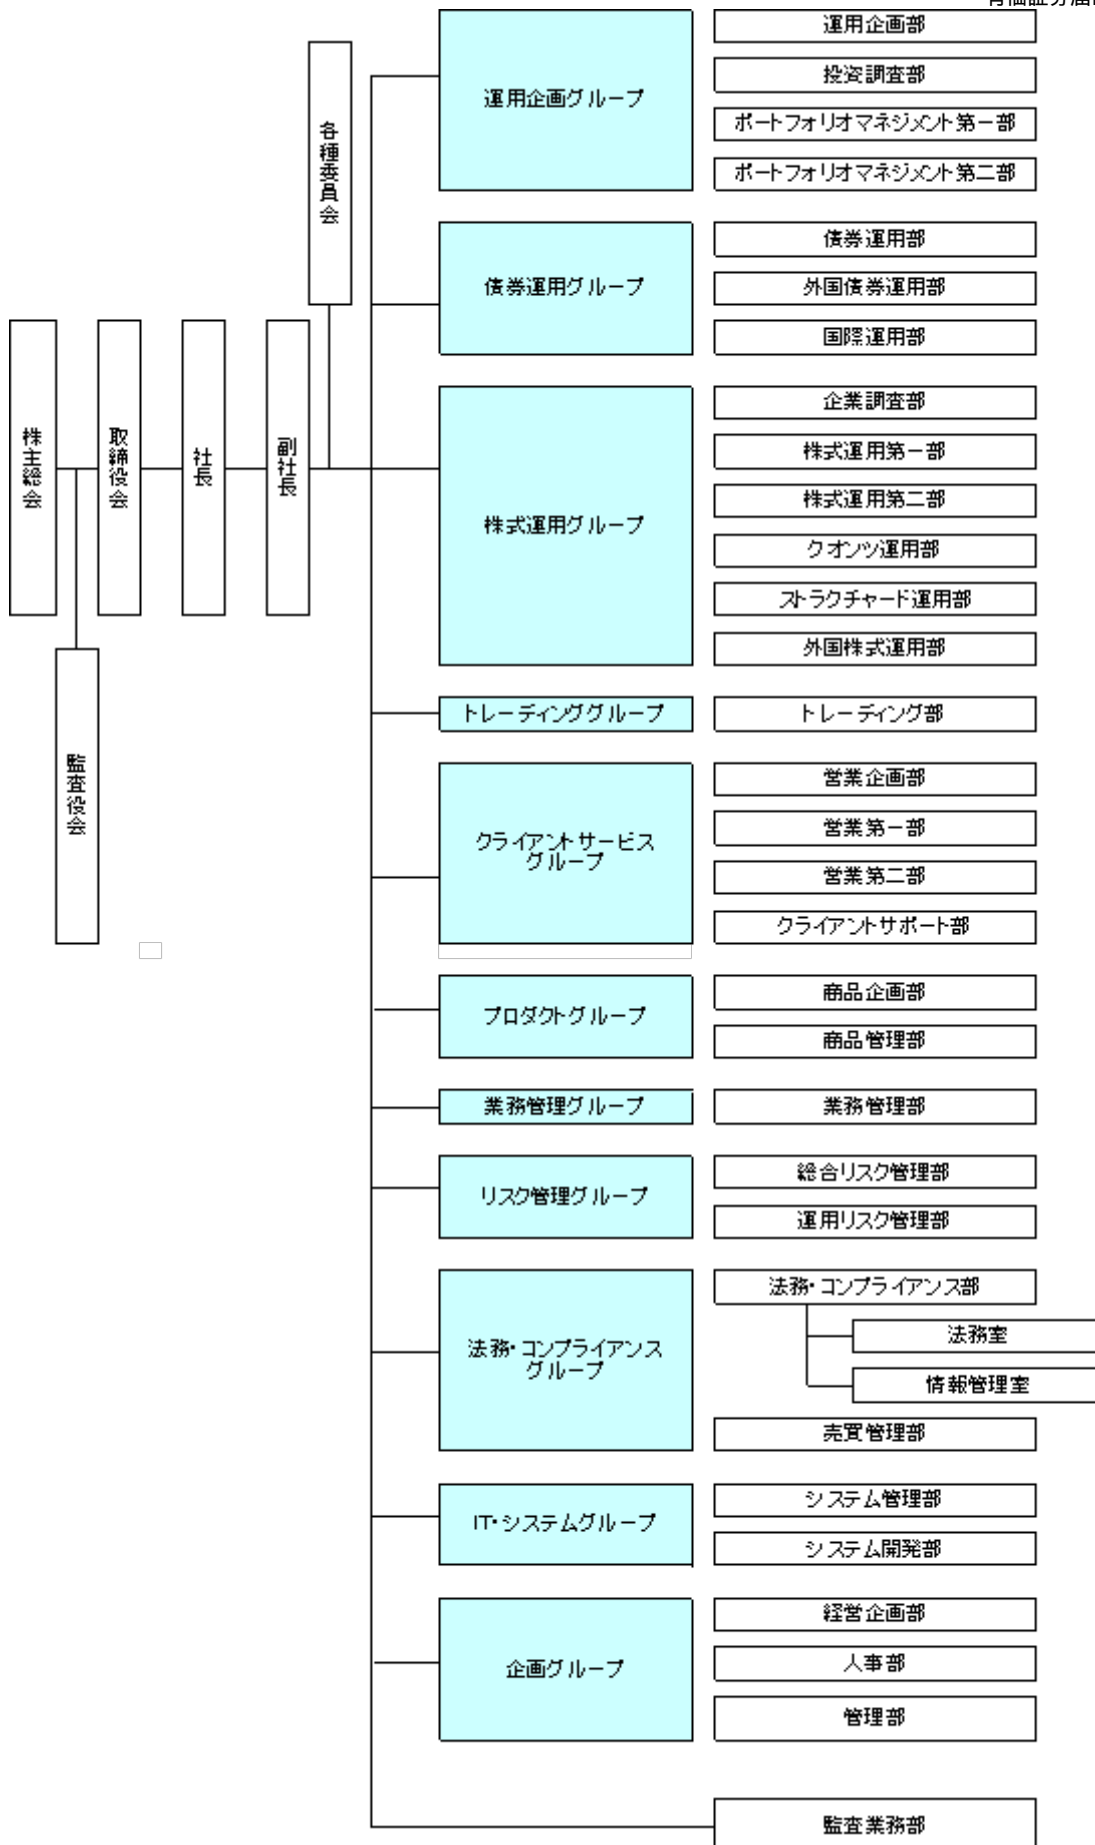 運用企画部
投資調査部
ポートフォリオマネジメント第一部
ポートフォリオマネジメント第二部
運用企画グループ
各種委員会
債券運用部
外国債券運用部
国際運用部
債券運用グループ
株主総会
取締役会
社長
副社長
監査役会
企業調査部
株式運用第一部
株式運用第二部
クオンツ運用部
ストラクチャード運用部
外国株式運用部
株式運用グループ
トレーディンググループ
トレーディング部
営業企画部
営業第一部
営業第二部
クライアントサポート部
クライアントサービス
グループ
商品企画部
商品管理部
プロダクトグループ
業務管理グループ
業務管理部
総合リスク管理部
運用リスク管理部
リスク管理グループ
法務・コンプライアンス部
法務室
情報管理室
売買管理部
法務・コンプライアンス
グループ
システム管理部
システム開発部
IT・システムグループ
経営企画部
人事部
管理部
企画グループ
監査業務部